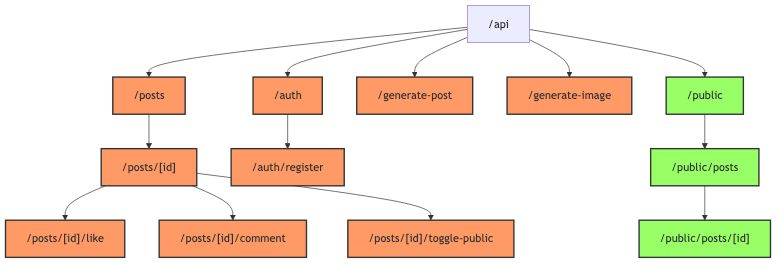 /api
/posts
/auth
/generate-post
/generate-image
/public
/posts/[id]
/auth/register
/public/posts
/posts/[id]/like
/posts/[id]/comment
/posts/[id]/toggle-public
/public/posts/[id]